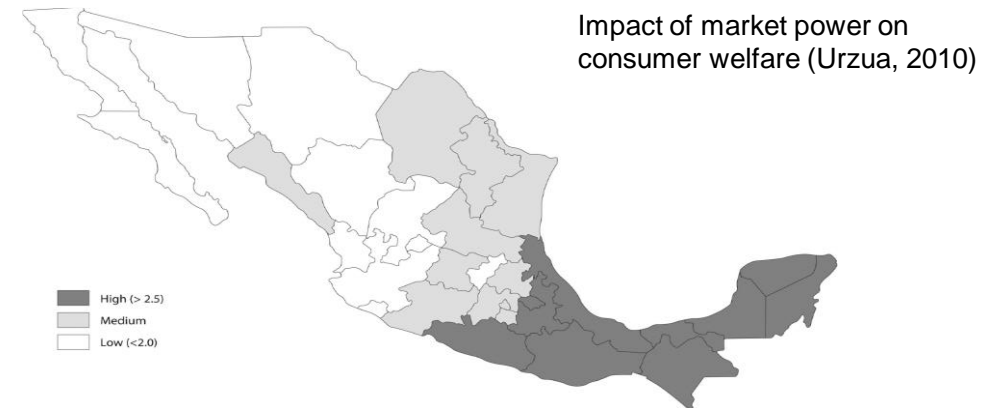 Impact of market power on
consumer welfare (Urzua, 2010)
High (> 2.5)
Medium
Low (<2.0)